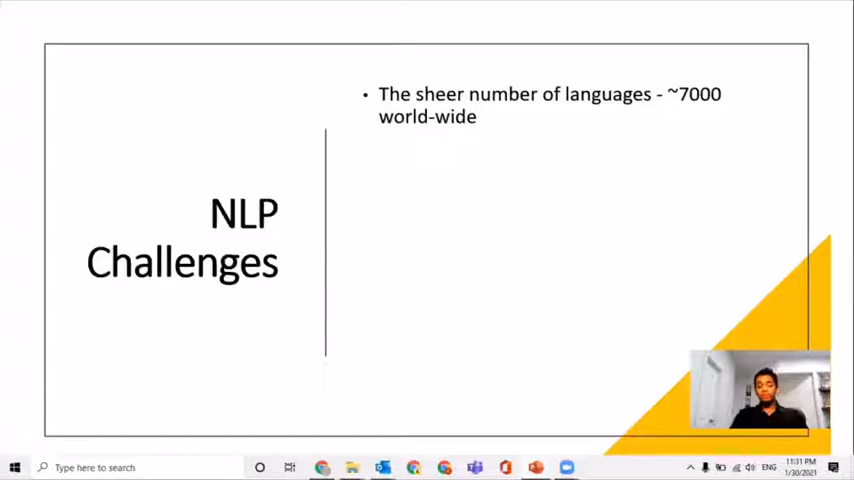 • The sheer number of languages - ~7000
world-wide
NLP
Challenges
Type here to search
ENG
11:31 PM
1/30/2021